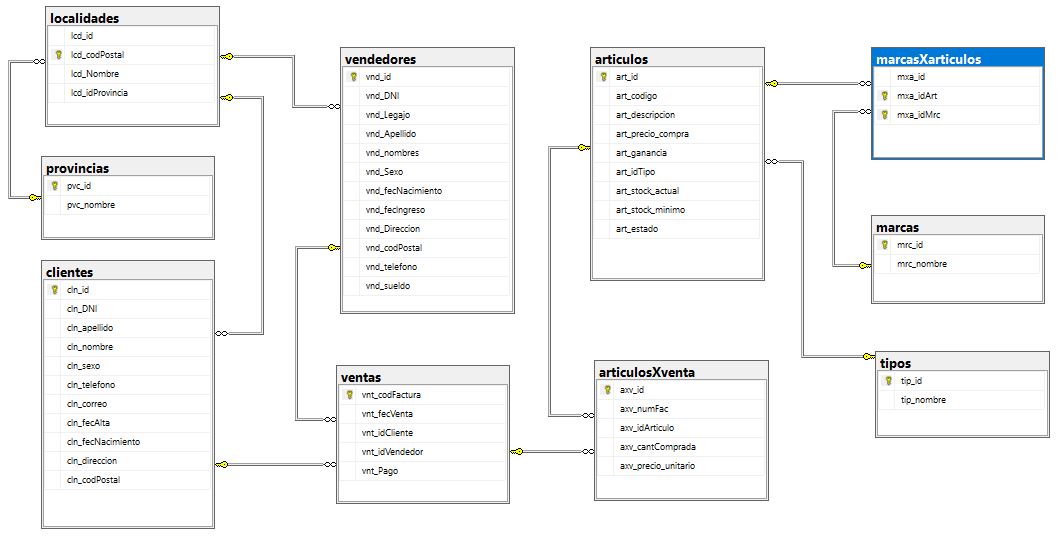 localidades
lcd_id
lcd_codPostal
lcd_Nombre
lcd_idProvincia
provincias
pvc_id
pvc_nombre
clientes
cln_id
cln_DNI
cln_apellido
cln_nombre
cln_sexo
cln_telefono
cln_correo
cln_fecAlta
cln_fecNacimiento
cln_direccion
cln_codPostal
vendedores
vnd_id
vnd_DNI
vnd_Legajo
vnd_Apellido
vnd_nombres
vnd_Sexo
vnd_fecNacimiento
vnd_fecIngreso
vnd_Direccion
vnd_codPostal
vnd_telefono
vnd_sueldo
ventas
vnt_codFactura
vnt_fecVenta
vnt_idCliente
vnt_idVendedor
vnt_Pago
articulos
art_id
art_codigo
art_descripcion
art_precio_compra
art_ganancia
art_idTipo
art_stock_actual
art_stock_minimo
art_estado
articulosXventa
axv_id
axv_numFac
axv_idArticulo
axv_cantComprada
axv_precio_unitario
marcasXarticulos
mxa_id
mxa_idArt
mxa_idMrc
marcas
mrc_id
mrc_nombre
tipos
tip_id
tip_nombre